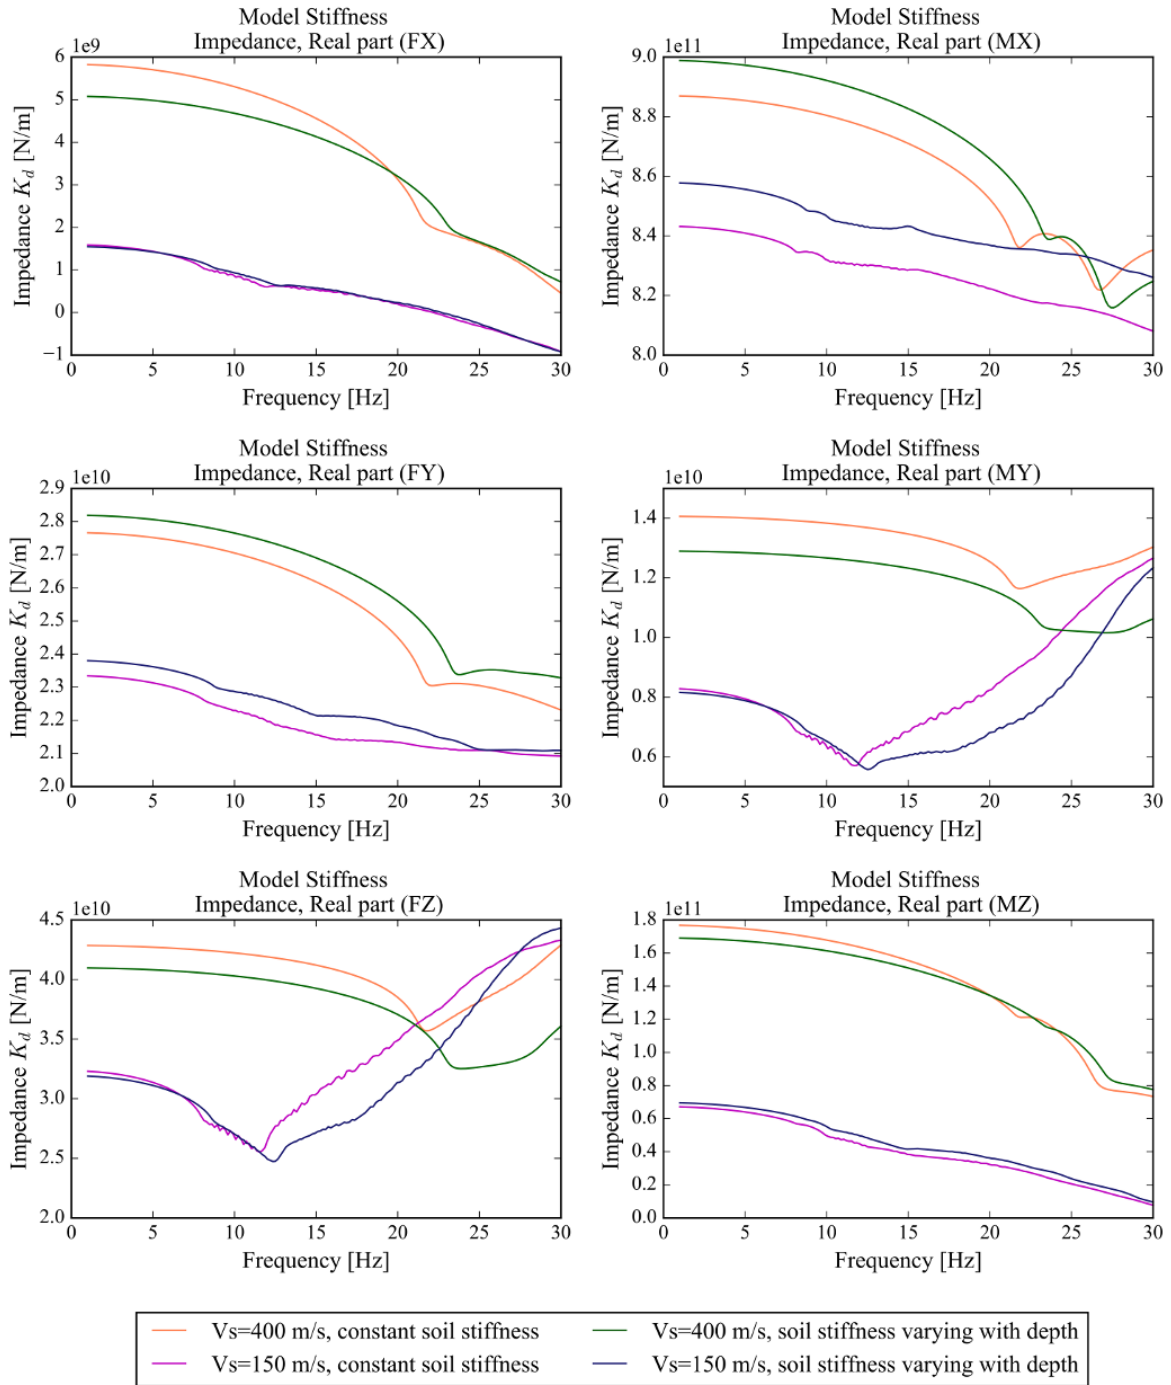 Model Stiffness
Impedance, Real part (FX)
1e9
6
5
4
3
2
1
0
−1
Impedance K_d [N/m]
0 5 10 15 20 25 30
Frequency [Hz]
Model Stiffness
Impedance, Real part (MX)
1e11
9.0
8.8
8.6
8.4
8.2
8.0
Impedance K_d [N/m]
0 5 10 15 20 25 30
Frequency [Hz]
Model Stiffness
Impedance, Real part (FY)
1e10
2.9
2.8
2.7
2.6
2.5
2.4
2.3
2.2
2.1
2.0
Impedance K_d [N/m]
0 5 10 15 20 25 30
Frequency [Hz]
Model Stiffness
Impedance, Real part (MY)
1e10
1.4
1.2
1.0
0.8
0.6
Impedance K_d [N/m]
0 5 10 15 20 25 30
Frequency [Hz]
Model Stiffness
Impedance, Real part (FZ)
1e10
4.5
4.0
3.5
3.0
2.5
2.0
Impedance K_d [N/m]
0 5 10 15 20 25 30
Frequency [Hz]
Model Stiffness
Impedance, Real part (MZ)
1e11
1.8
1.6
1.4
1.2
1.0
0.8
0.6
0.4
0.2
0.0
Impedance K_d [N/m]
0 5 10 15 20 25 30
Frequency [Hz]
Vs=400 m/s, constant soil stiffness
Vs=150 m/s, constant soil stiffness
Vs=400 m/s, soil stiffness varying with depth
Vs=150 m/s, soil stiffness varying with depth